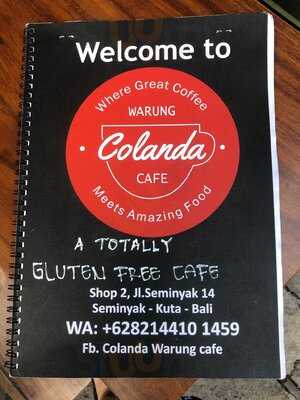 Welcome to
Where Great Coffee
WARUNG
Colanda
CAFE
Meets Amazing Food
A TOTALLY
GLUTEN FREE CAFE
Shop 2, Jl.Seminyak 14
Seminyak - Kuta - Bali
WA: +628214410 1459
Fb. Colanda Warung cafe